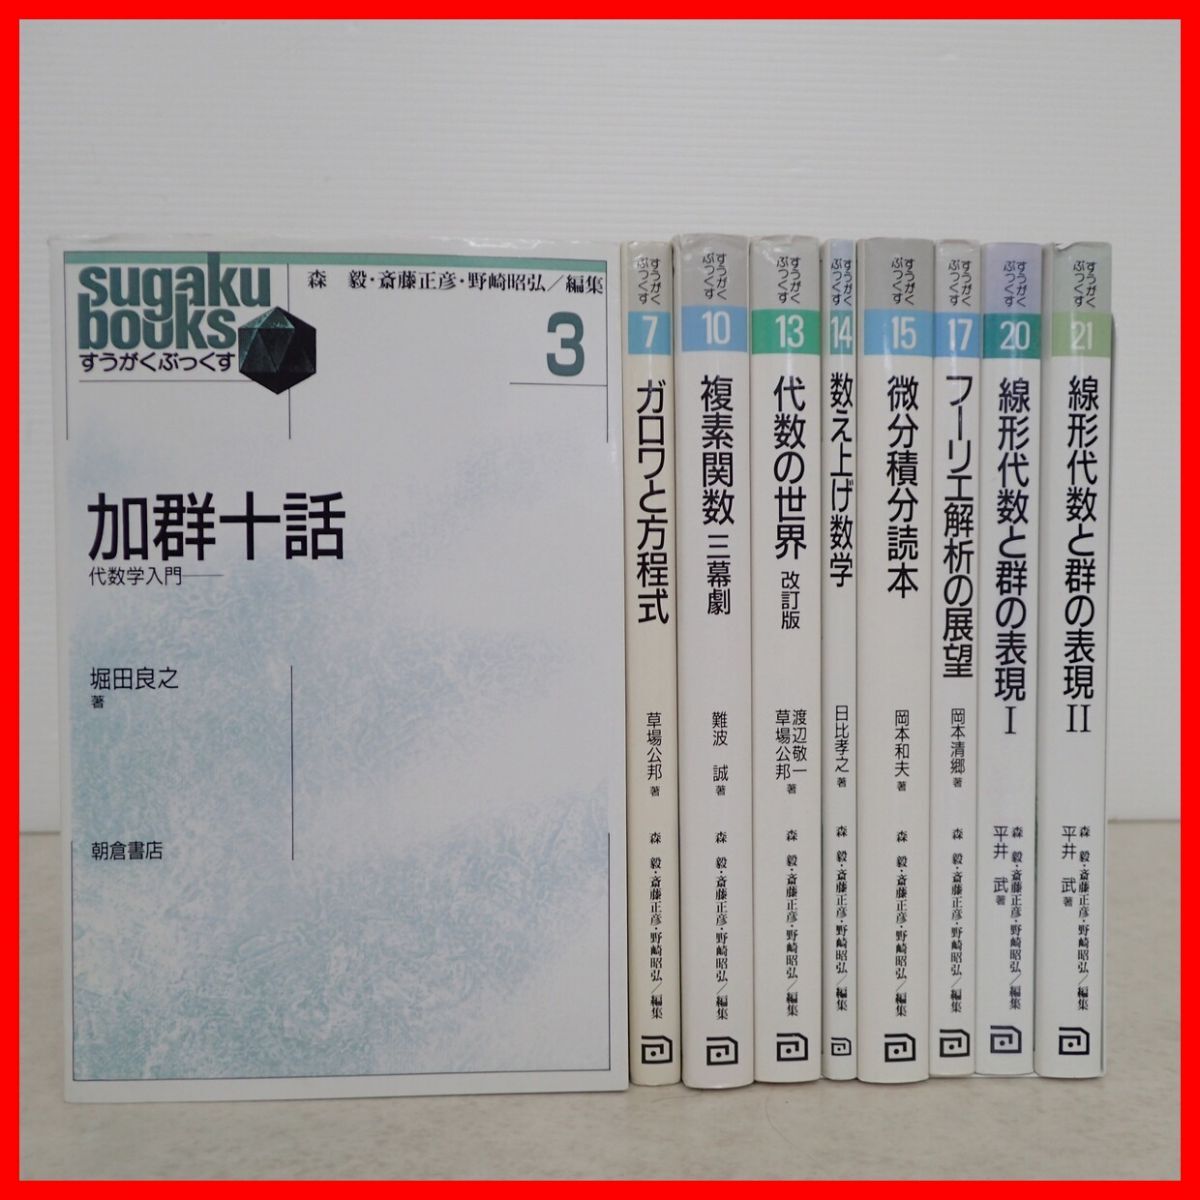 sugaku
books
すうがくぶっくす
森 毅・斎藤正彦・野崎昭弘/編集
3
加群十話
代数学入門──
堀田良之
著
朝倉書店
すうがく
ぶっくす
7
ガロワと方程式
草場公邦 著
森 毅・斎藤正彦・野崎昭弘/編集
すうがく
ぶっくす
10
複素関数 三幕劇
難波 誠 著
森 毅・斎藤正彦・野崎昭弘/編集
すうがく
ぶっくす
13
代数の世界 改訂版
渡辺敬一
草場公邦 著
森 毅・斎藤正彦・野崎昭弘/編集
すうがく
ぶっくす
14
数え上げ数学
日比孝之 著
森 毅・斎藤正彦・野崎昭弘/編集
すうがく
ぶっくす
15
微分積分読本
岡本和夫 著
森 毅・斎藤正彦・野崎昭弘/編集
すうがく
ぶっくす
17
フーリエ解析の展望
岡本清郷 著
森 毅・斎藤正彦・野崎昭弘/編集
すうがく
ぶっくす
20
線形代数と群の表現 I
森 毅・斎藤正彦・野崎昭弘/編集
平井 武 著
すうがく
ぶっくす
21
線形代数と群の表現 II
森 毅・斎藤正彦・野崎昭弘/編集
平井 武 著